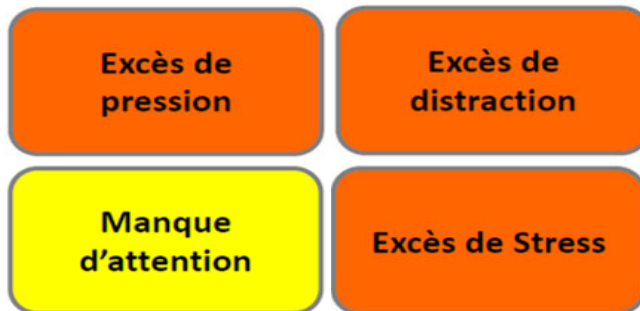 Excès de
pression
Excès de
distraction
Manque
d'attention
Excès de Stress